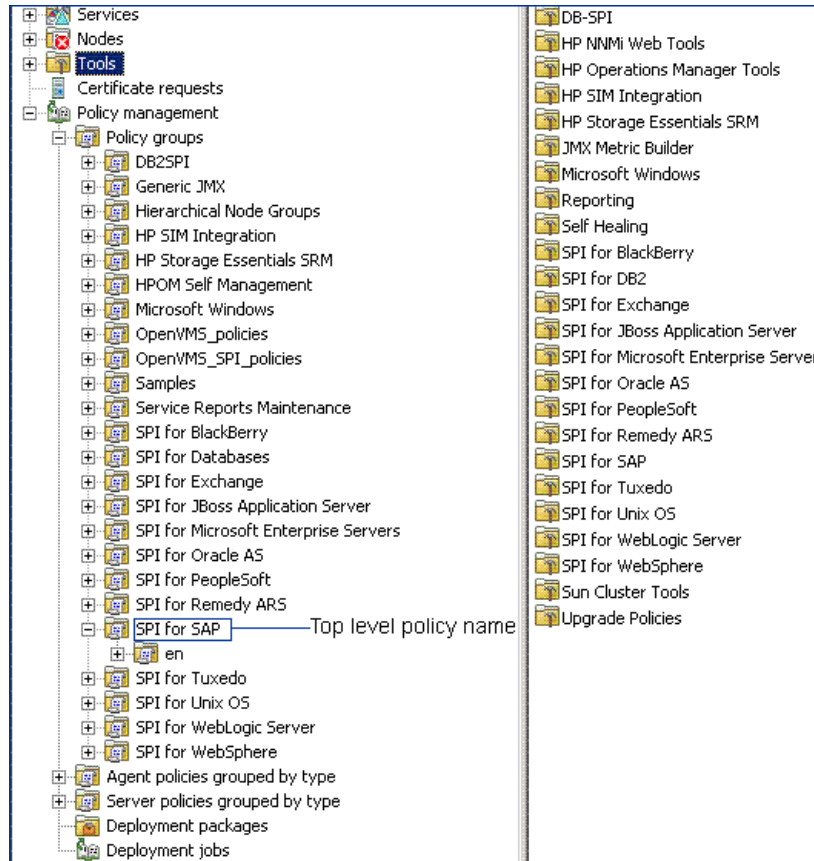 Services
Nodes
Tools
Certificate requests
Policy management
Policy groups
DB2SPI
Generic JMX
Hierarchical Node Groups
HP SIM Integration
HP Storage Essentials SRM
HPOM Self Management
Microsoft Windows
OpenVMS_policies
OpenVMS_SPI_policies
Samples
Service Reports Maintenance
SPI for BlackBerry
SPI for Databases
SPI for Exchange
SPI for JBoss Application Server
SPI for Microsoft Enterprise Servers
SPI for Oracle AS
SPI for PeopleSoft
SPI for Remedy ARS
SPI for SAP
Top level policy name
en
SPI for Tuxedo
SPI for Unix OS
SPI for WebLogic Server
SPI for WebSphere
Agent policies grouped by type
Server policies grouped by type
Deployment packages
Deployment jobs
DB-SPI
HP NNMi Web Tools
HP Operations Manager Tools
HP SIM Integration
HP Storage Essentials SRM
JMX Metric Builder
Microsoft Windows
Reporting
Self Healing
SPI for BlackBerry
SPI for DB2
SPI for Exchange
SPI for JBoss Application Server
SPI for Microsoft Enterprise Server
SPI for Oracle AS
SPI for PeopleSoft
SPI for Remedy ARS
SPI for SAP
SPI for Tuxedo
SPI for Unix OS
SPI for WebLogic Server
SPI for WebSphere
Sun Cluster Tools
Upgrade Policies